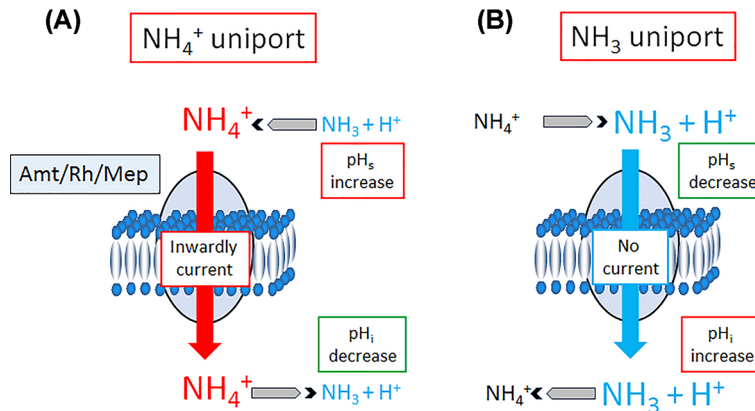 (A)
NH₄⁺ uniport
NH₄⁺
NH₃ + H⁺
pHₛ
increase
Amt/Rh/Mep
Inwardly
current
pHᵢ
decrease
NH₄⁺
NH₃ + H⁺
(B)
NH₃ uniport
NH₄⁺
NH₃ + H⁺
pHₛ
decrease
No
current
pHᵢ
increase
NH₄⁺
NH₃ + H⁺